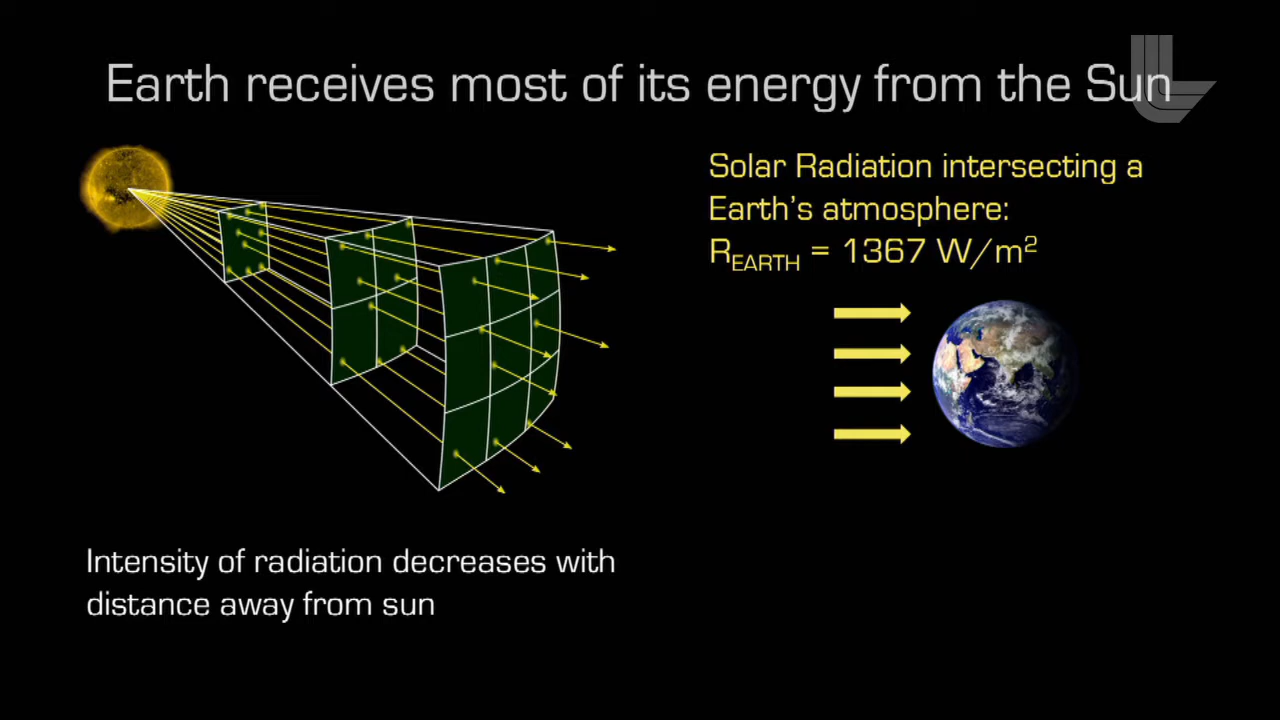 Earth receives most of its energy from the Sun
Solar Radiation intersecting a
Earth's atmosphere:
R_EARTH = 1367 W/m²
Intensity of radiation decreases with
distance away from sun